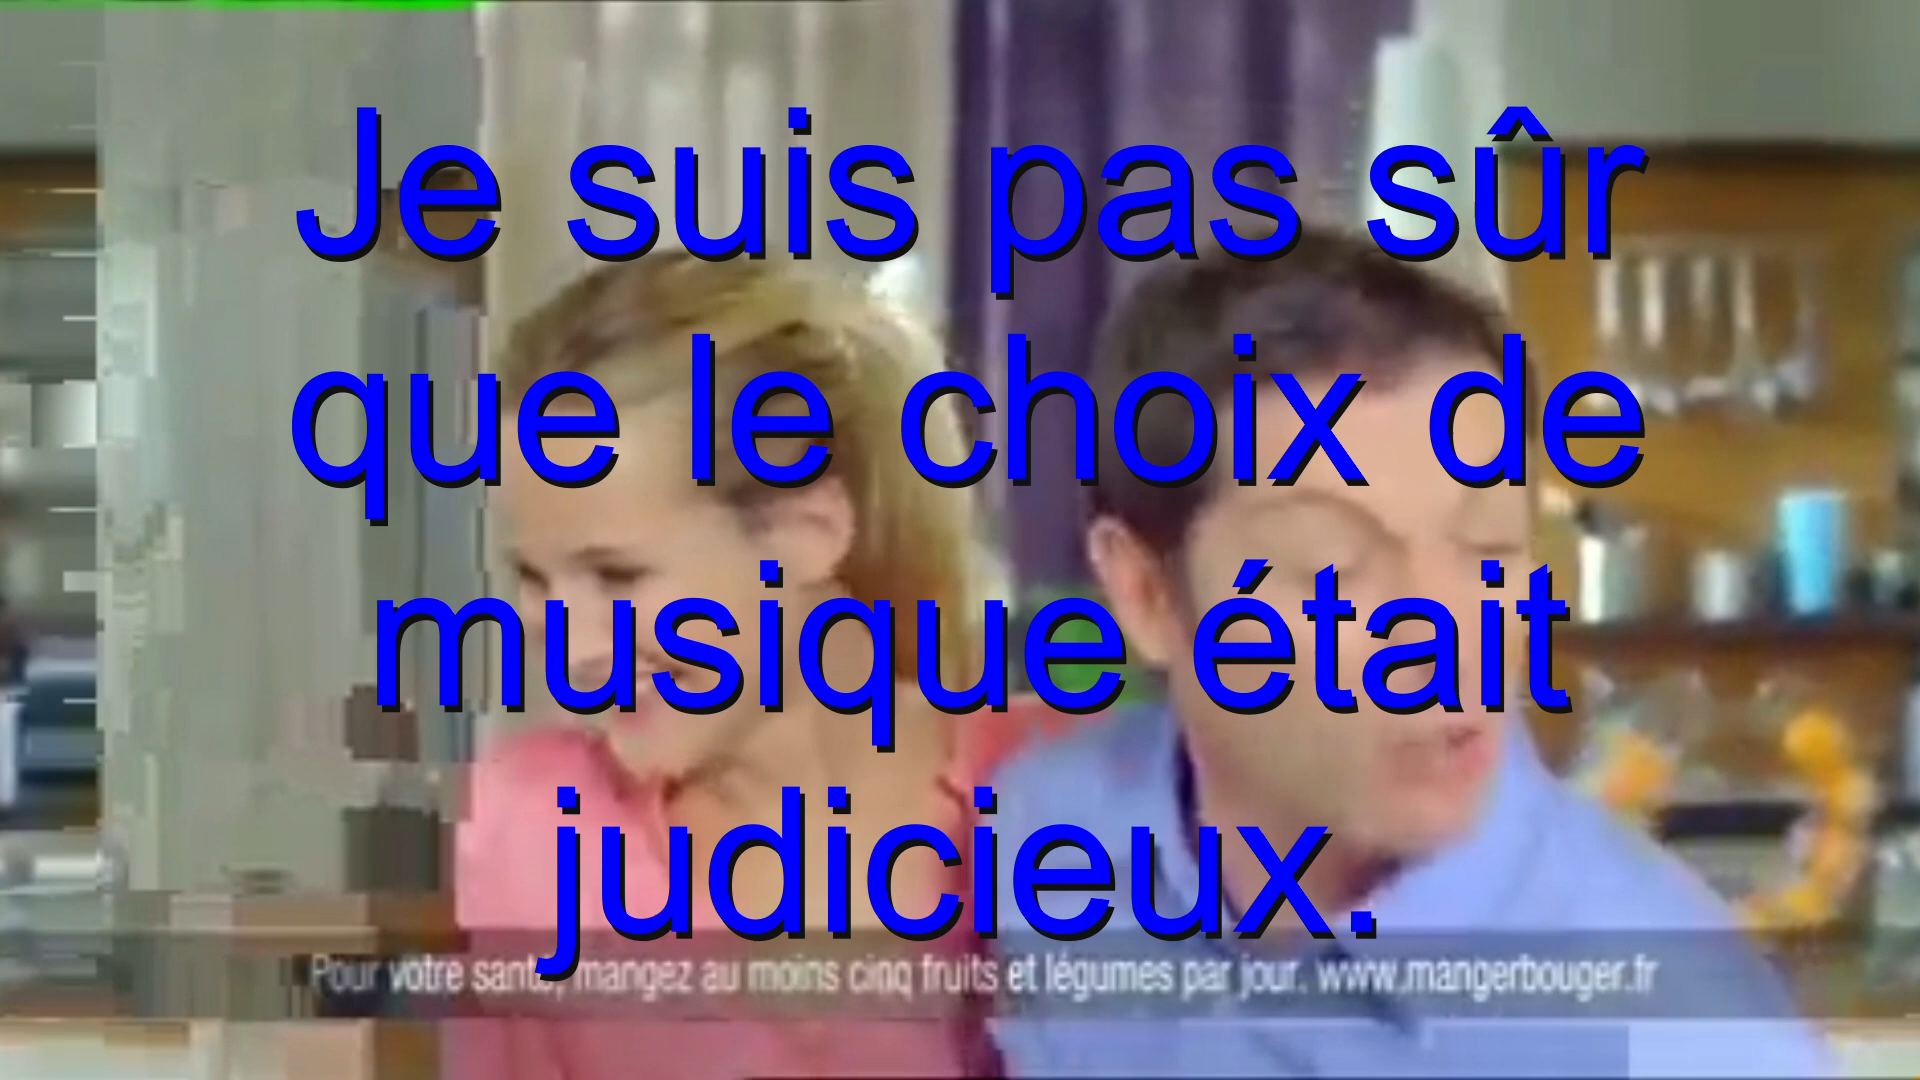 Je suis pas sûr
que le choix de
musique était
judicieux.
Pour votre santé, mangez au moins cinq fruits et légumes par jour. www.mangerbouger.fr